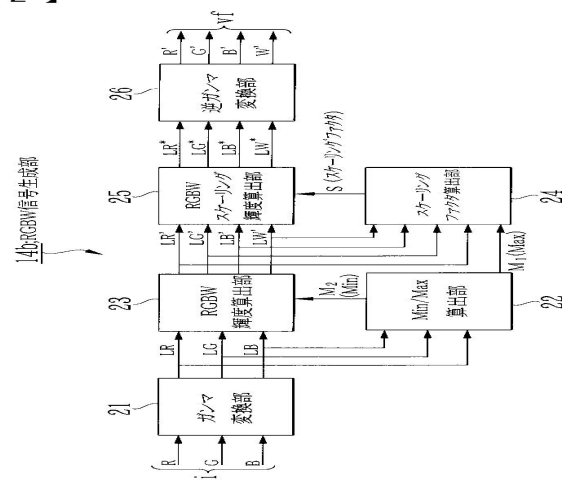 14b;RGBW信号生成部
i
R
G
B
21
ガンマ
変換部
LR
LG
LB
22
Min/Max
算出部
M₂
(Min)
M₁(Max)
23
RGBW
輝度算出部
LR'
LG'
LB'
LW'
24
スケーリング
ファクタ算出部
S (スケーリングファクタ)
25
RGBW
スケーリング
輝度算出部
LR*
LG*
LB*
LW*
26
逆ガンマ
変換部
R'
G'
B'
W'
vf